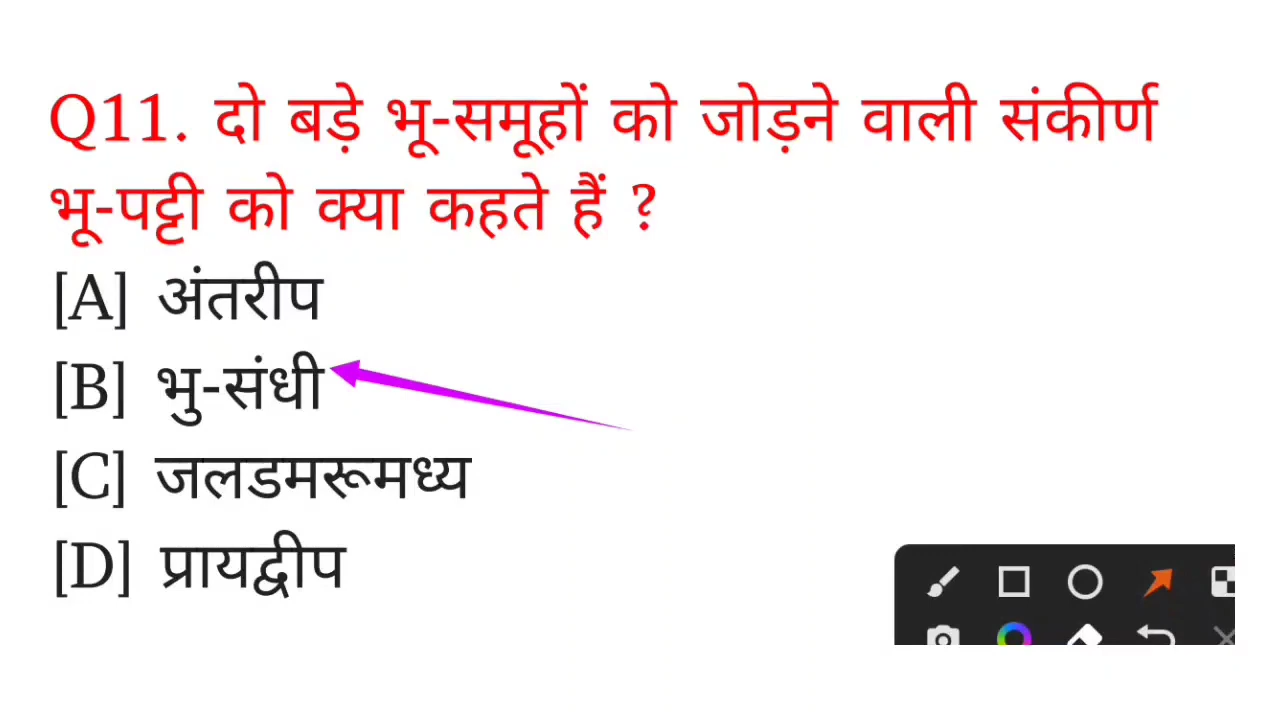 Q11. दो बड़े भू-समूहों को जोड़ने वाली संकीर्ण
भू-पट्टी को क्या कहते हैं ?
[A] अंतरीप
[B] भु-संधी
[C] जलडमरूमध्य
[D] प्रायद्वीप